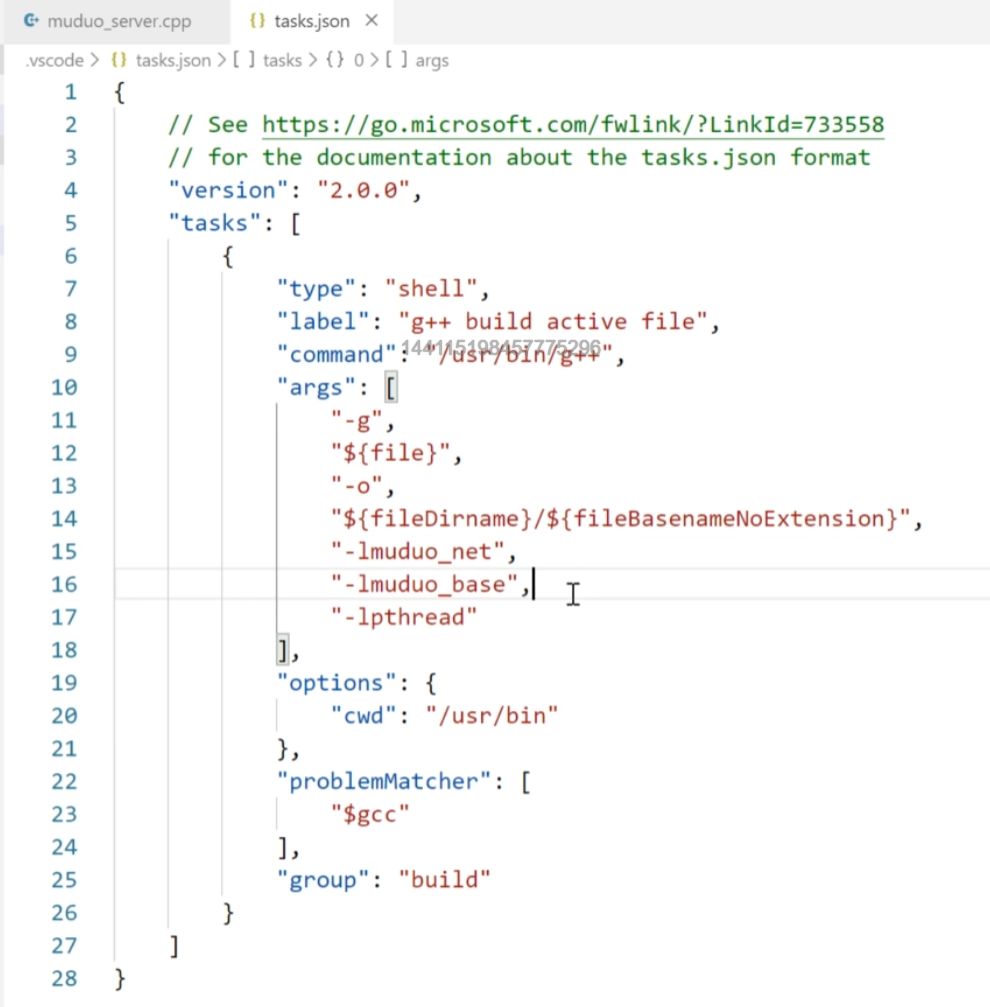 muduo_server.cpp {} tasks.json ×
.vscode > {} tasks.json > [ ] tasks > {} 0 > [ ] args
1 {
2 // See https://go.microsoft.com/fwlink/?LinkId=733558
3 // for the documentation about the tasks.json format
4 "version": "2.0.0",
5 "tasks": [
6 {
7 "type": "shell",
8 "label": "g++ build active file",
9 "command": "/usr/bin/g++",
144115198457775296
10 "args": [
11 "-g",
12 "${file}",
13 "-o",
14 "${fileDirname}/${fileBasenameNoExtension}",
15 "-lmuduo_net",
16 "-lmuduo_base",
17 "-lpthread"
18 ],
19 "options": {
20 "cwd": "/usr/bin"
21 },
22 "problemMatcher": [
23 "$gcc"
24 ],
25 "group": "build"
26 }
27 ]
28 }